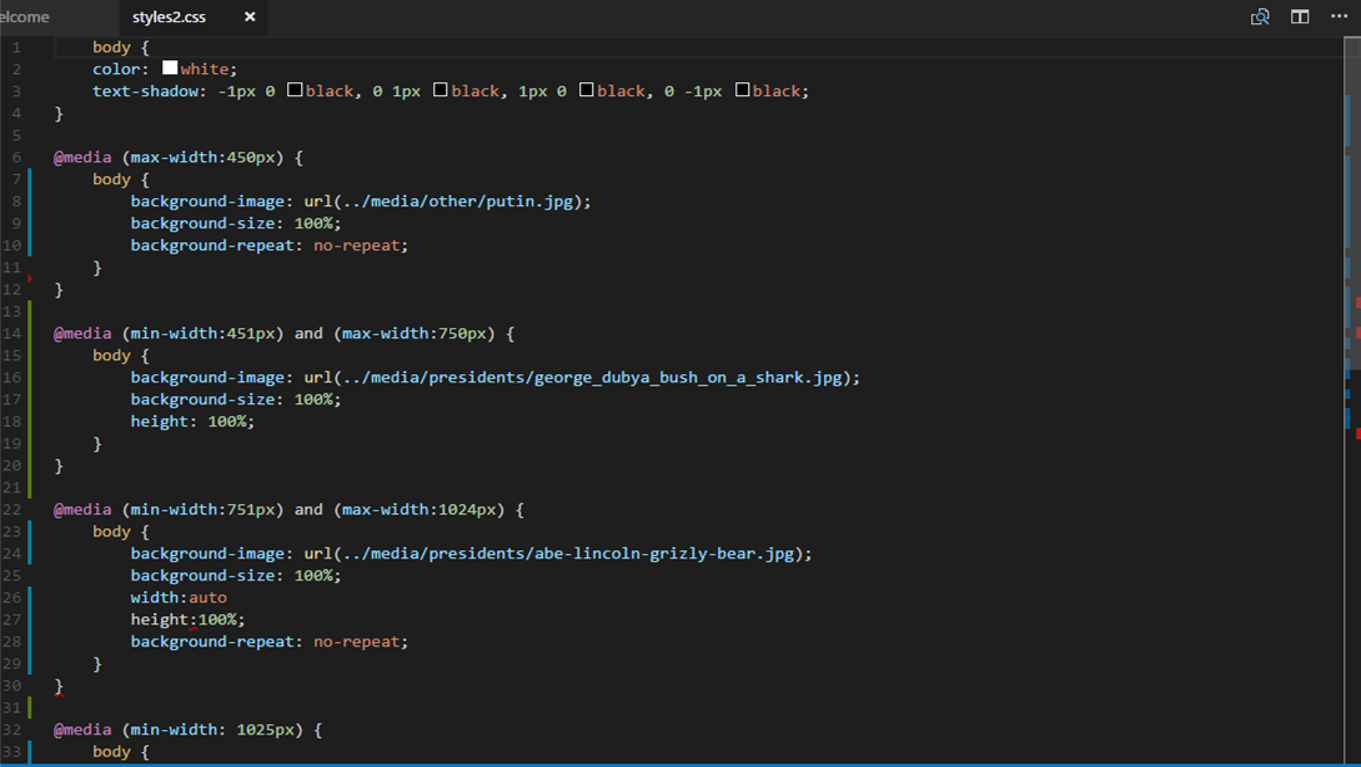 elcome styles2.css ×
1 body {
2 color: white;
3 text-shadow: -1px 0 black, 0 1px black, 1px 0 black, 0 -1px black;
4 }
5
6 @media (max-width:450px) {
7 body {
8 background-image: url(../media/other/putin.jpg);
9 background-size: 100%;
10 background-repeat: no-repeat;
11 }
12 }
13
14 @media (min-width:451px) and (max-width:750px) {
15 body {
16 background-image: url(../media/presidents/george_dubya_bush_on_a_shark.jpg);
17 background-size: 100%;
18 height: 100%;
19 }
20 }
21
22 @media (min-width:751px) and (max-width:1024px) {
23 body {
24 background-image: url(../media/presidents/abe-lincoln-grizly-bear.jpg);
25 background-size: 100%;
26 width:auto
27 height:100%;
28 background-repeat: no-repeat;
29 }
30 }
31
32 @media (min-width: 1025px) {
33 body {